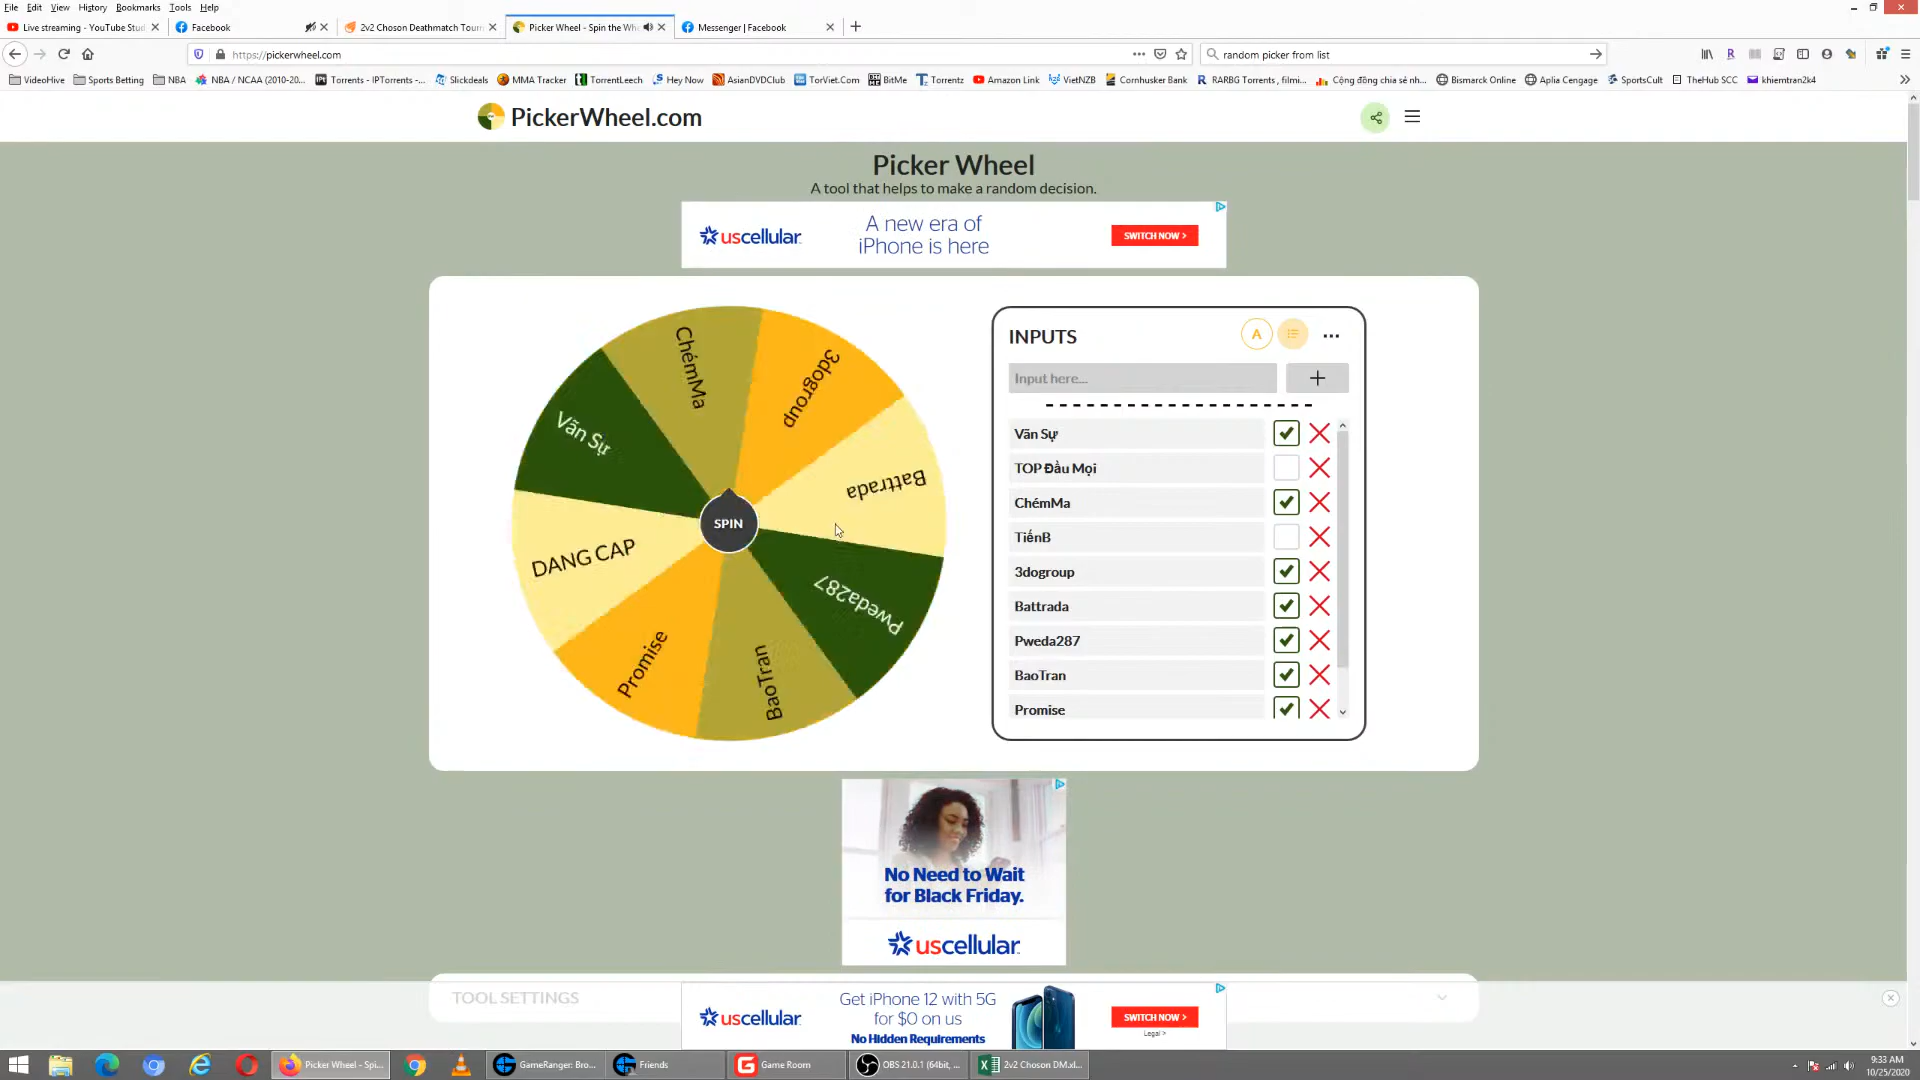 File Edit View History Bookmarks Tools Help
Live streaming - YouTube Stud
Facebook
2v2 Choson Deathmatch Tourn
Picker Wheel - Spin the Whe
Messenger | Facebook
https://pickerwheel.com
random picker from list
VideoHive
Sports Betting
NBA
NBA / NCAA (2010-20...
Torrents - IPTorrents -...
Slickdeals
MMA Tracker
TorrentLeech
Hey Now
AsianDVDClub
TorViet.Com
BitMe
Torrentz
Amazon Link
VietNZB
Cornhusker Bank
RARBG Torrents , filmi...
Cộng đồng chia sẻ nh...
Bismarck Online
Aplia Cengage
SportsCult
TheHub SCC
khiemtran2k4
PickerWheel.com
Picker Wheel
A tool that helps to make a random decision.
uscellular
A new era of
iPhone is here
SWITCH NOW >
ChémMa
3dogroup
Battrada
Pweda287
BaoTran
Promise
DANG CAP
Văn Sự
SPIN
INPUTS
A
Input here...
Văn Sự
TOP Đầu Mọi
ChémMa
TiếnB
3dogroup
Battrada
Pweda287
BaoTran
Promise
No Need to Wait
for Black Friday.
uscellular
TOOL SETTINGS
uscellular
Get iPhone 12 with 5G
for $0 on us
No Hidden Requirements
SWITCH NOW >
Legal >
Picker Wheel - Spi...
GameRanger: Bro...
Friends
Game Room
OBS 21.0.1 (64bit, ...
2v2 Choson DM.xl...
9:33 AM
10/25/2020